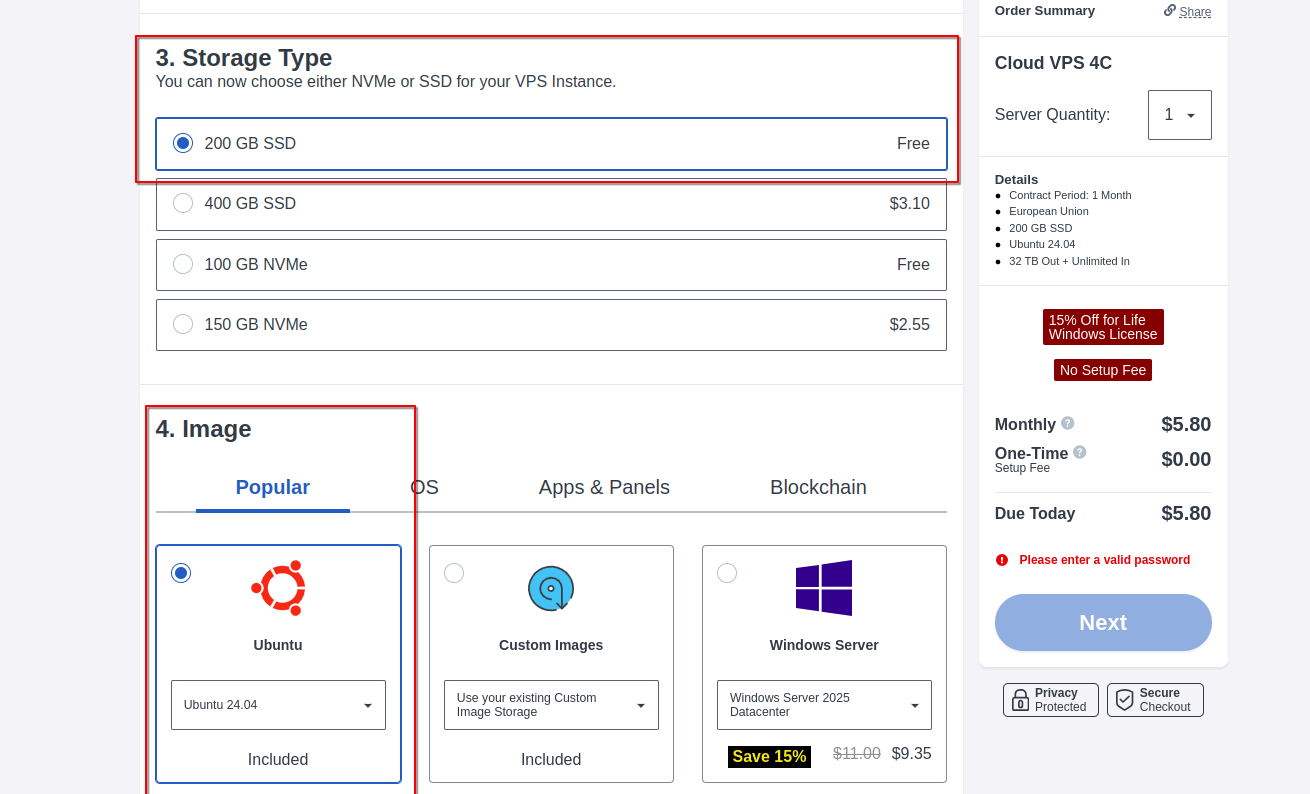 Order Summary
Share
3. Storage Type
You can now choose either NVMe or SSD for your VPS Instance.
200 GB SSD
Free
400 GB SSD
$3.10
100 GB NVMe
Free
150 GB NVMe
$2.55
4. Image
Popular
OS
Apps & Panels
Blockchain
Ubuntu
Ubuntu 24.04
Included
Custom Images
Use your existing Custom
Image Storage
Included
Windows Server
Windows Server 2025
Datacenter
Save 15%
$11.00
$9.35
Cloud VPS 4C
Server Quantity:
1
Details
Contract Period: 1 Month
European Union
200 GB SSD
Ubuntu 24.04
32 TB Out + Unlimited In
15% Off for Life
Windows License
No Setup Fee
Monthly ?
$5.80
One-Time ?
Setup Fee
$0.00
Due Today
$5.80
Please enter a valid password
Next
Privacy
Protected
Secure
Checkout